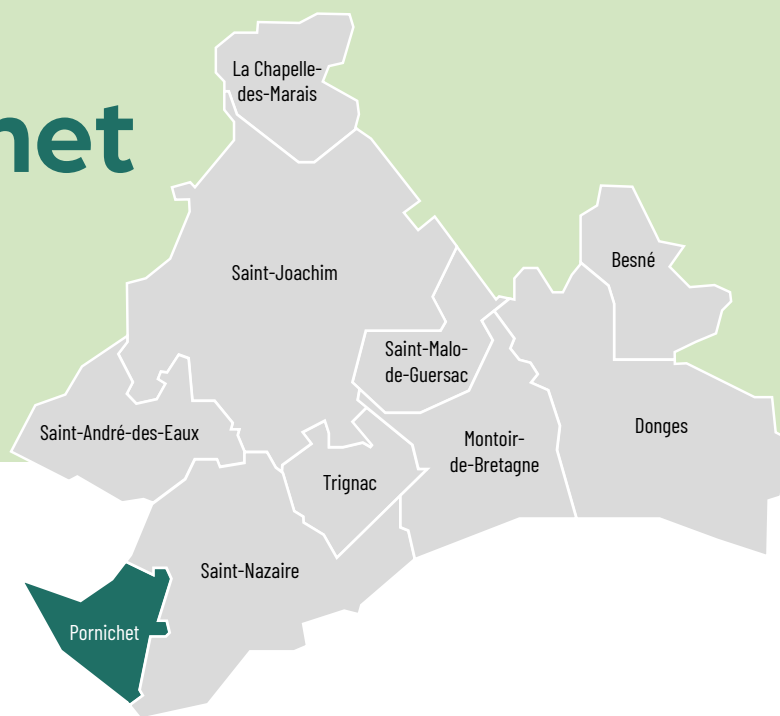 La Chapelle-
des-Marais
net
Saint-Joachim
Besné
Saint-Malo-
de-Guersac
Saint-André-des-Eaux
Montoir-
de-Bretagne
Donges
Trignac
Saint-Nazaire
Pornichet